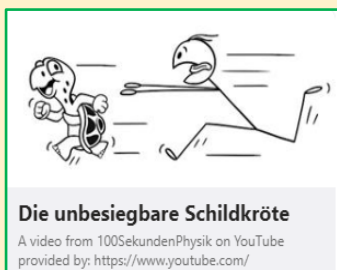 Die unbesiegbare Schildkröte
A video from 100SekundenPhysik on YouTube
provided by: https://www.youtube.com/